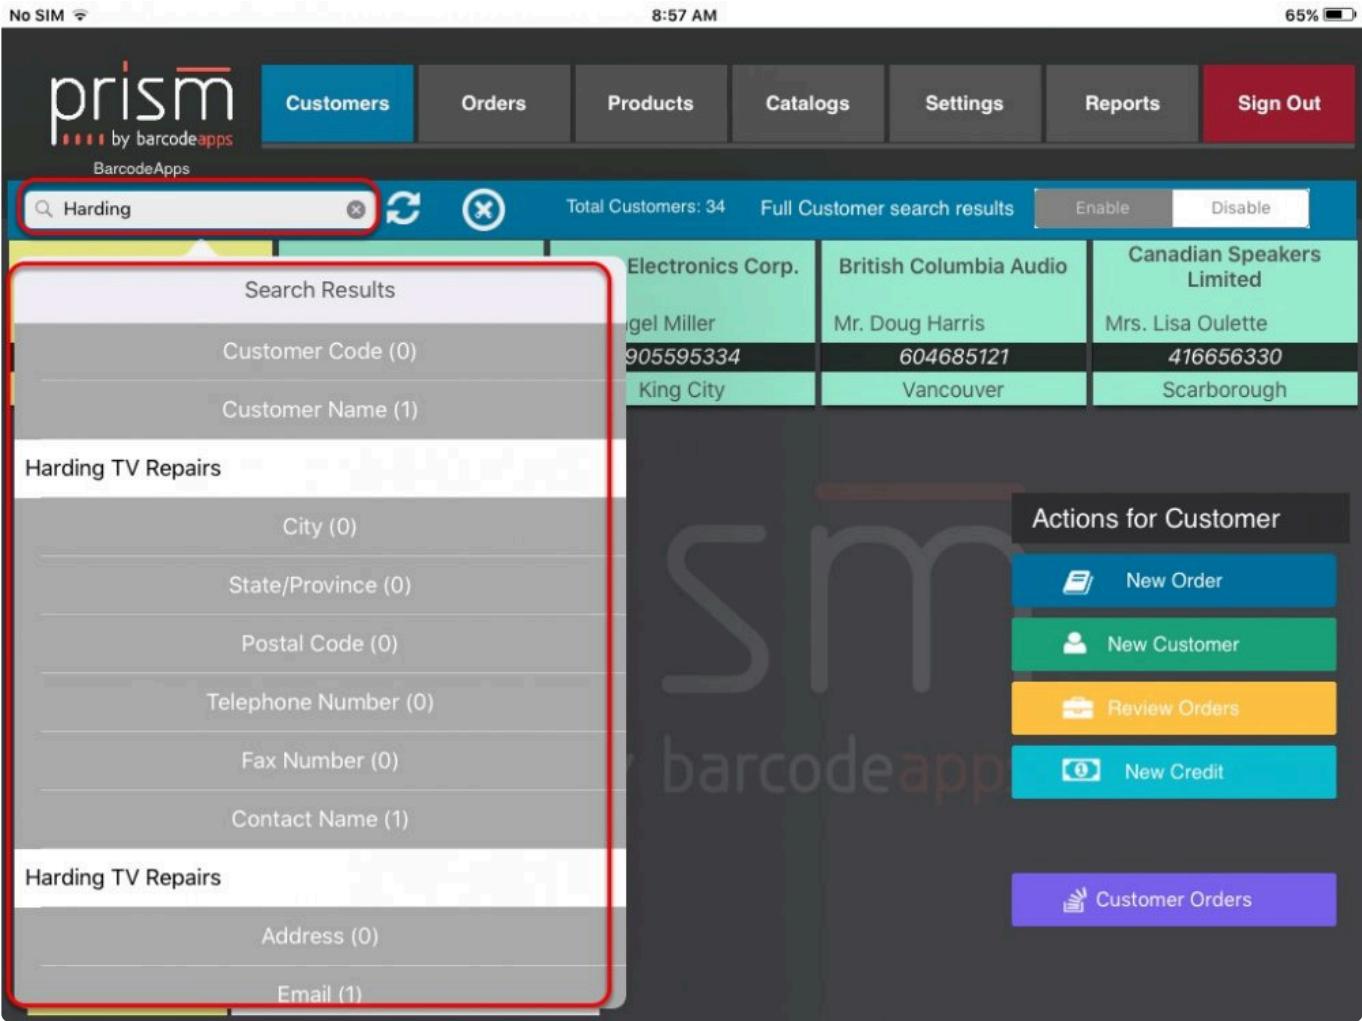 No SIM
8:57 AM
65%
prism
by barcodeapps
BarcodeApps
Customers
Orders
Products
Catalogs
Settings
Reports
Sign Out
Harding
Total Customers: 34
Full Customer search results
Enable
Disable
Electronics Corp.
gel Miller
905595334
King City
British Columbia Audio
Mr. Doug Harris
604685121
Vancouver
Canadian Speakers
Limited
Mrs. Lisa Oulette
416656330
Scarborough
Search Results
Customer Code (0)
Customer Name (1)
Harding TV Repairs
City (0)
State/Province (0)
Postal Code (0)
Telephone Number (0)
Fax Number (0)
Contact Name (1)
Harding TV Repairs
Address (0)
Email (1)
sm
barcodeapp
Actions for Customer
New Order
New Customer
Review Orders
New Credit
Customer Orders